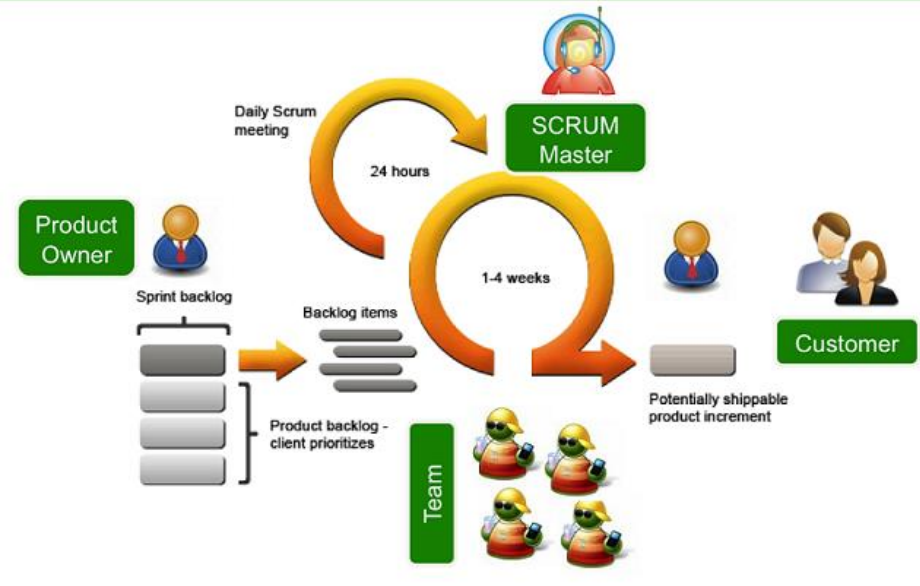 Daily Scrum
meeting
24 hours
SCRUM
Master
Product
Owner
1-4 weeks
Sprint backlog
Backlog items
Customer
Potentially shippable
product increment
Product backlog -
client prioritizes
Team